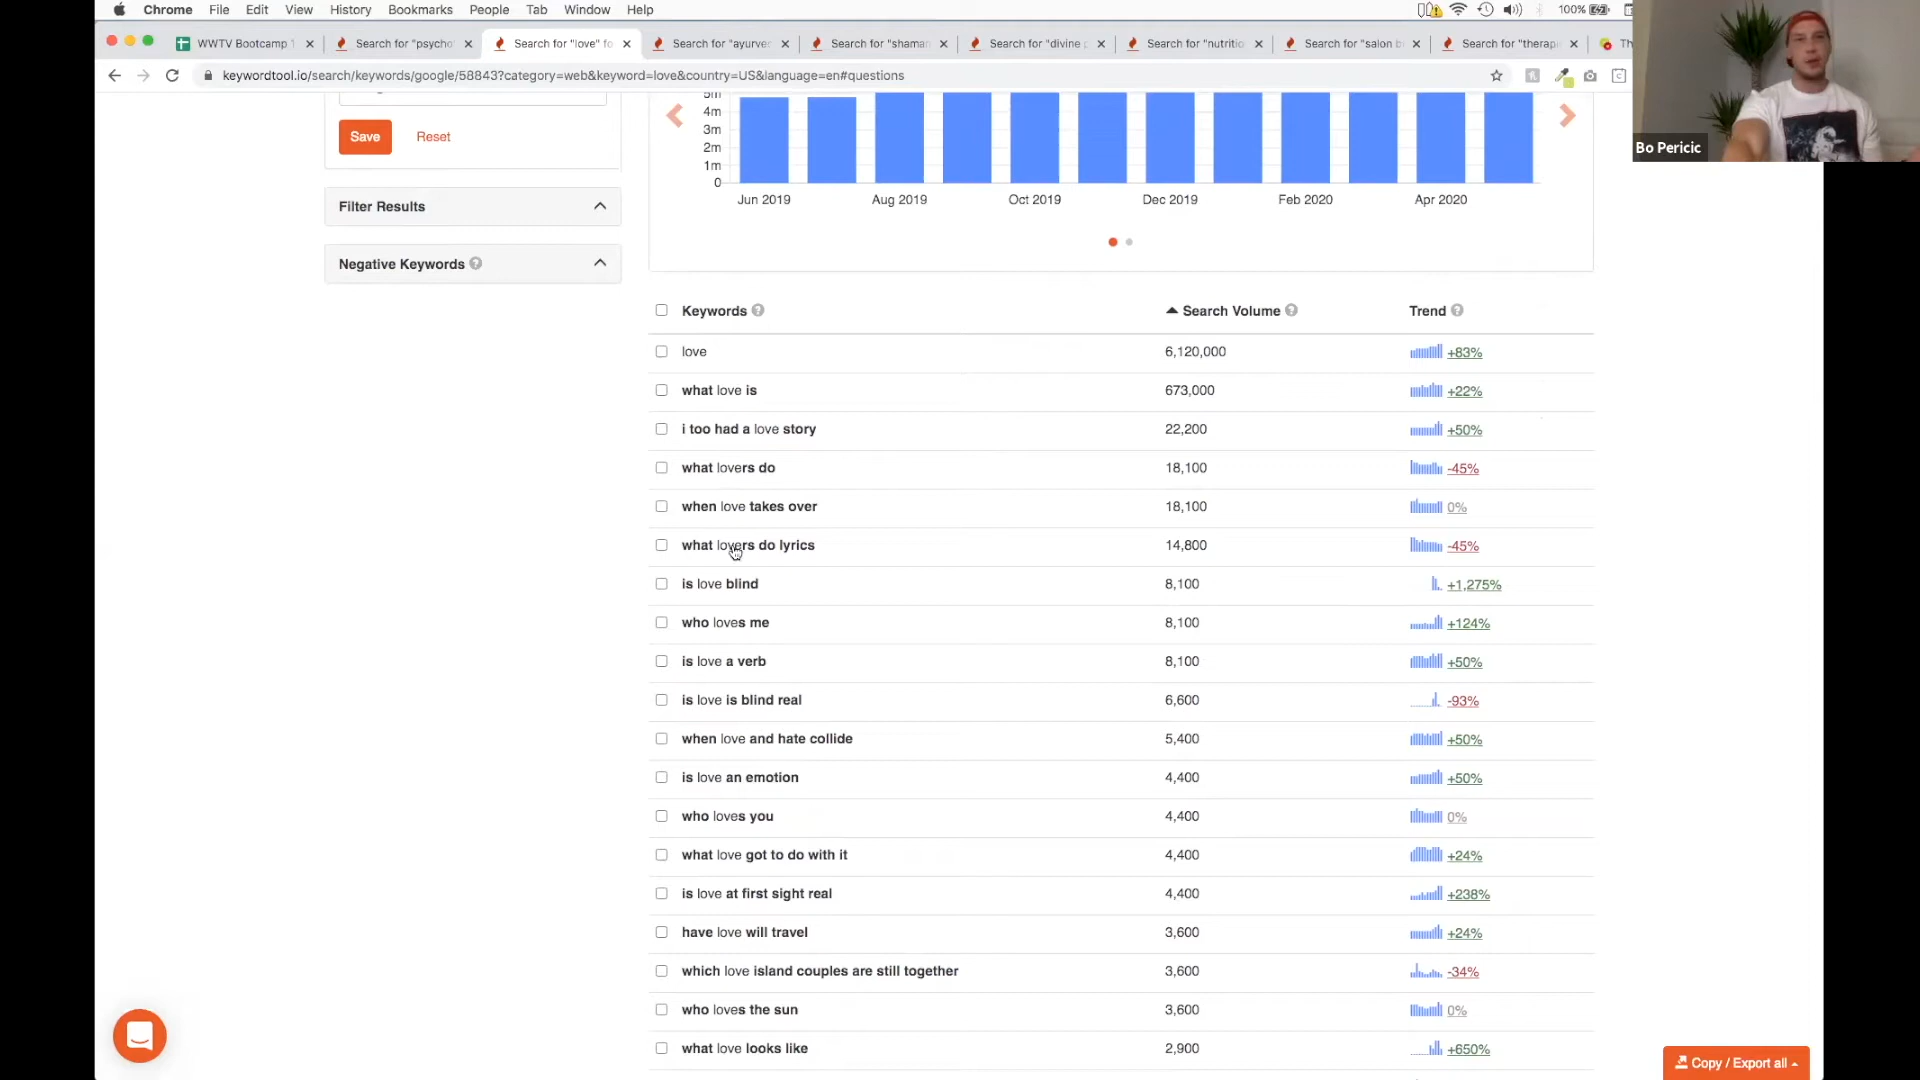 Chrome File Edit View History Bookmarks People Tab Window Help
100%
WWTV Bootcamp
Search for "psycho
Search for "love" fo
Search for "ayurve
Search for "shaman
Search for "divine
Search for "nutritio
Search for "salon b
Search for "therap
Th
keywordtool.io/search/keywords/google/58843?category=web&keyword=love&country=US&language=en#questions
Bo Pericic
Save Reset
Filter Results
Negative Keywords ?
5m
4m
3m
2m
1m
0
Jun 2019 Aug 2019 Oct 2019 Dec 2019 Feb 2020 Apr 2020
Keywords ? Search Volume ? Trend ?
love 6,120,000 +83%
what love is 673,000 +22%
i too had a love story 22,200 +50%
what lovers do 18,100 -45%
when love takes over 18,100 0%
what lovers do lyrics 14,800 -45%
is love blind 8,100 +1,275%
who loves me 8,100 +124%
is love a verb 8,100 +50%
is love is blind real 6,600 -93%
when love and hate collide 5,400 +50%
is love an emotion 4,400 +50%
who loves you 4,400 0%
what love got to do with it 4,400 +24%
is love at first sight real 4,400 +238%
have love will travel 3,600 +24%
which love island couples are still together 3,600 -34%
who loves the sun 3,600 0%
what love looks like 2,900 +650%
Copy / Export all